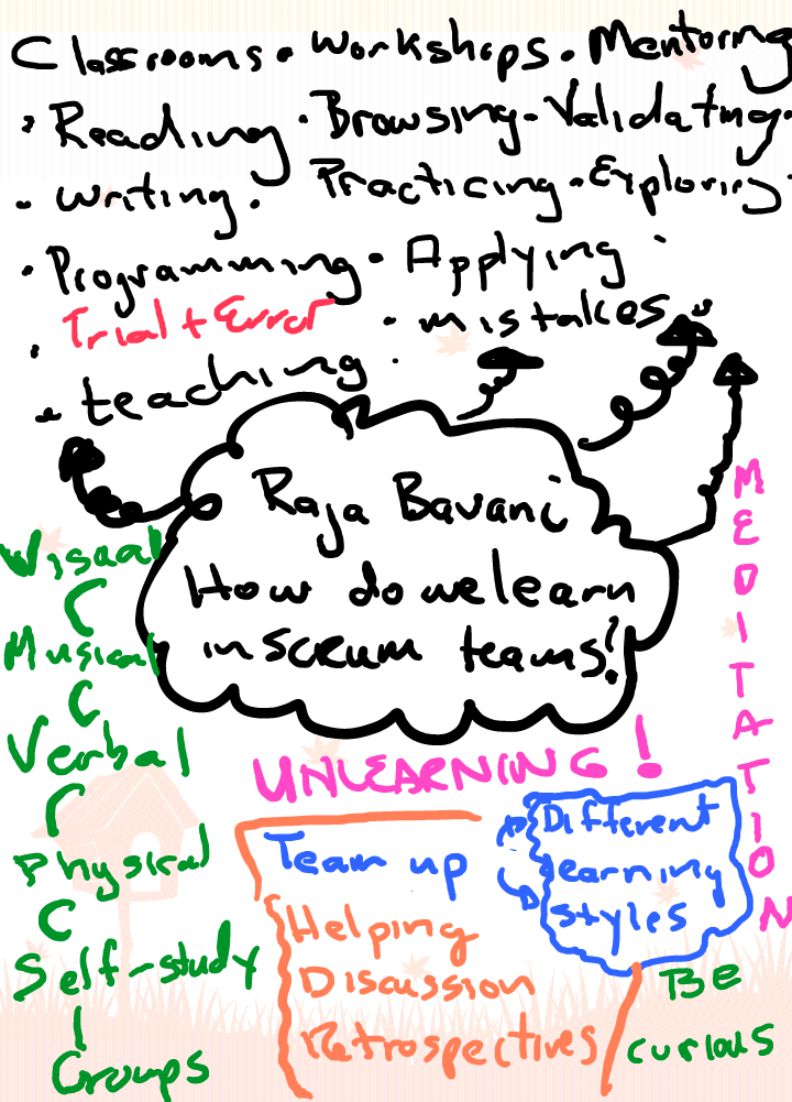 Classrooms • Workshops • Mentoring
• Reading • Browsing • Validating •
• Writing • Practicing • Exploring •
• Programming • Applying •
• Trial + Error • mistakes •
• teaching •
Raja Bavani
How do we learn
in SCRUM teams?
Visual
Musical
Verbal
Physical
Self-study
Groups
MEDITATION
UNLEARNING!
Team up
Different
learning
styles
Helping
Discussion
Retrospectives
BE
curious